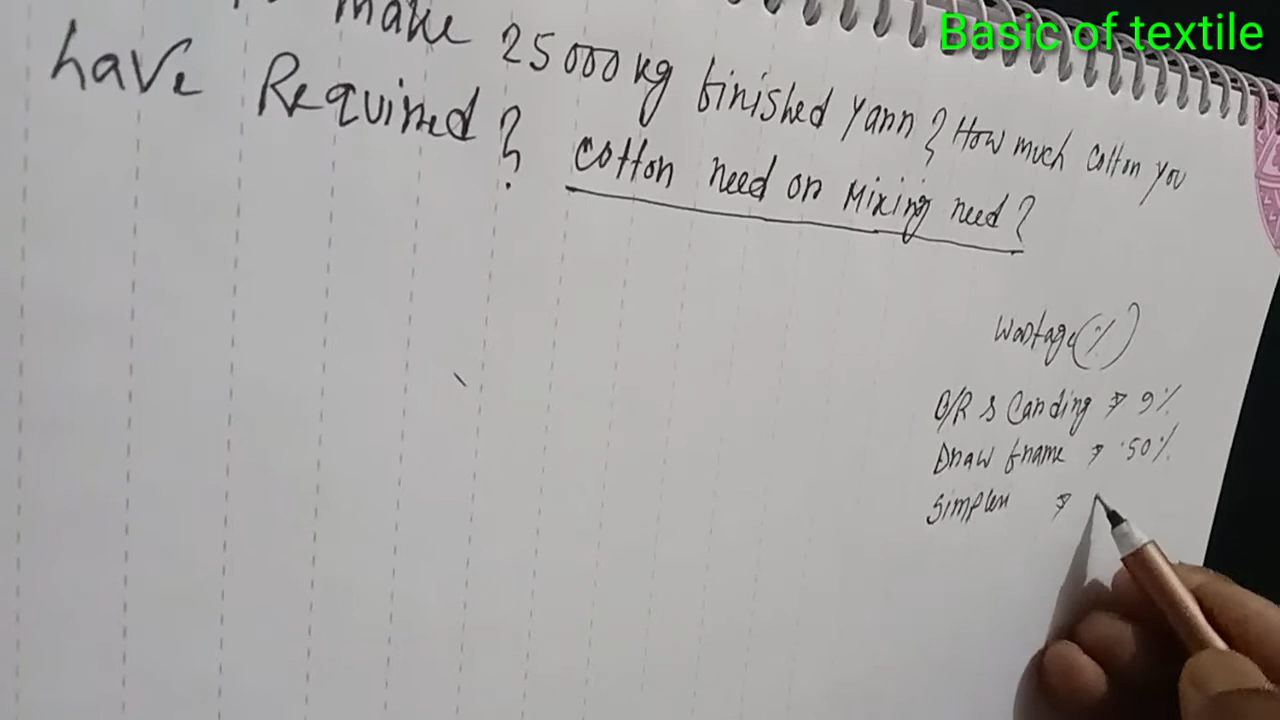 Basic of textile
make 25000 kg finished Yarn? How much cotton you
have Required?
cotton need or Mixing need?
Wastage (%)
B/R & Carding → 9%
Draw frame → .50%
Simplex →